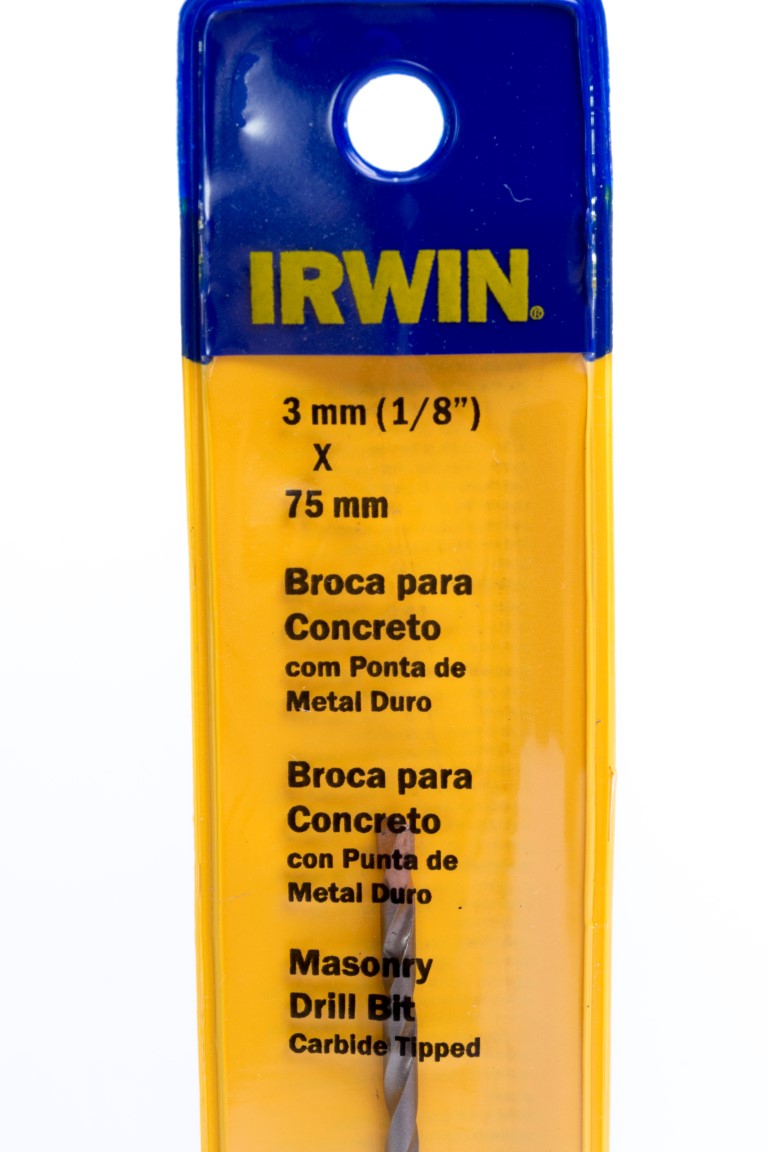 IRWIN®
3 mm (1/8”)
X
75 mm
Broca para
Concreto
com Ponta de
Metal Duro
Broca para
Concreto
con Punta de
Metal Duro
Masonry
Drill Bit
Carbide Tipped